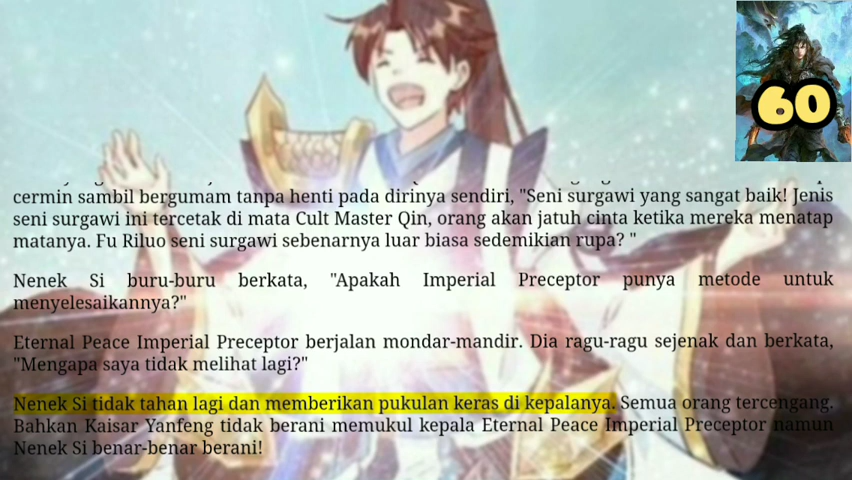 60
cermin sambil bergumam tanpa henti pada dirinya sendiri, "Seni surgawi yang sangat baik! Jenis
seni surgawi ini tercetak di mata Cult Master Qin, orang akan jatuh cinta ketika mereka menatap
matanya. Fu Riluo seni surgawi sebenarnya luar biasa sedemikian rupa? "
Nenek Si buru-buru berkata, "Apakah Imperial Preceptor punya metode untuk
menyelesaikannya?"
Eternal Peace Imperial Preceptor berjalan mondar-mandir. Dia ragu-ragu sejenak dan berkata,
"Mengapa saya tidak melihat lagi?"
Nenek Si tidak tahan lagi dan memberikan pukulan keras di kepalanya. Semua orang tercengang.
Bahkan Kaisar Yanfeng tidak berani memukul kepala Eternal Peace Imperial Preceptor namun
Nenek Si benar-benar berani!